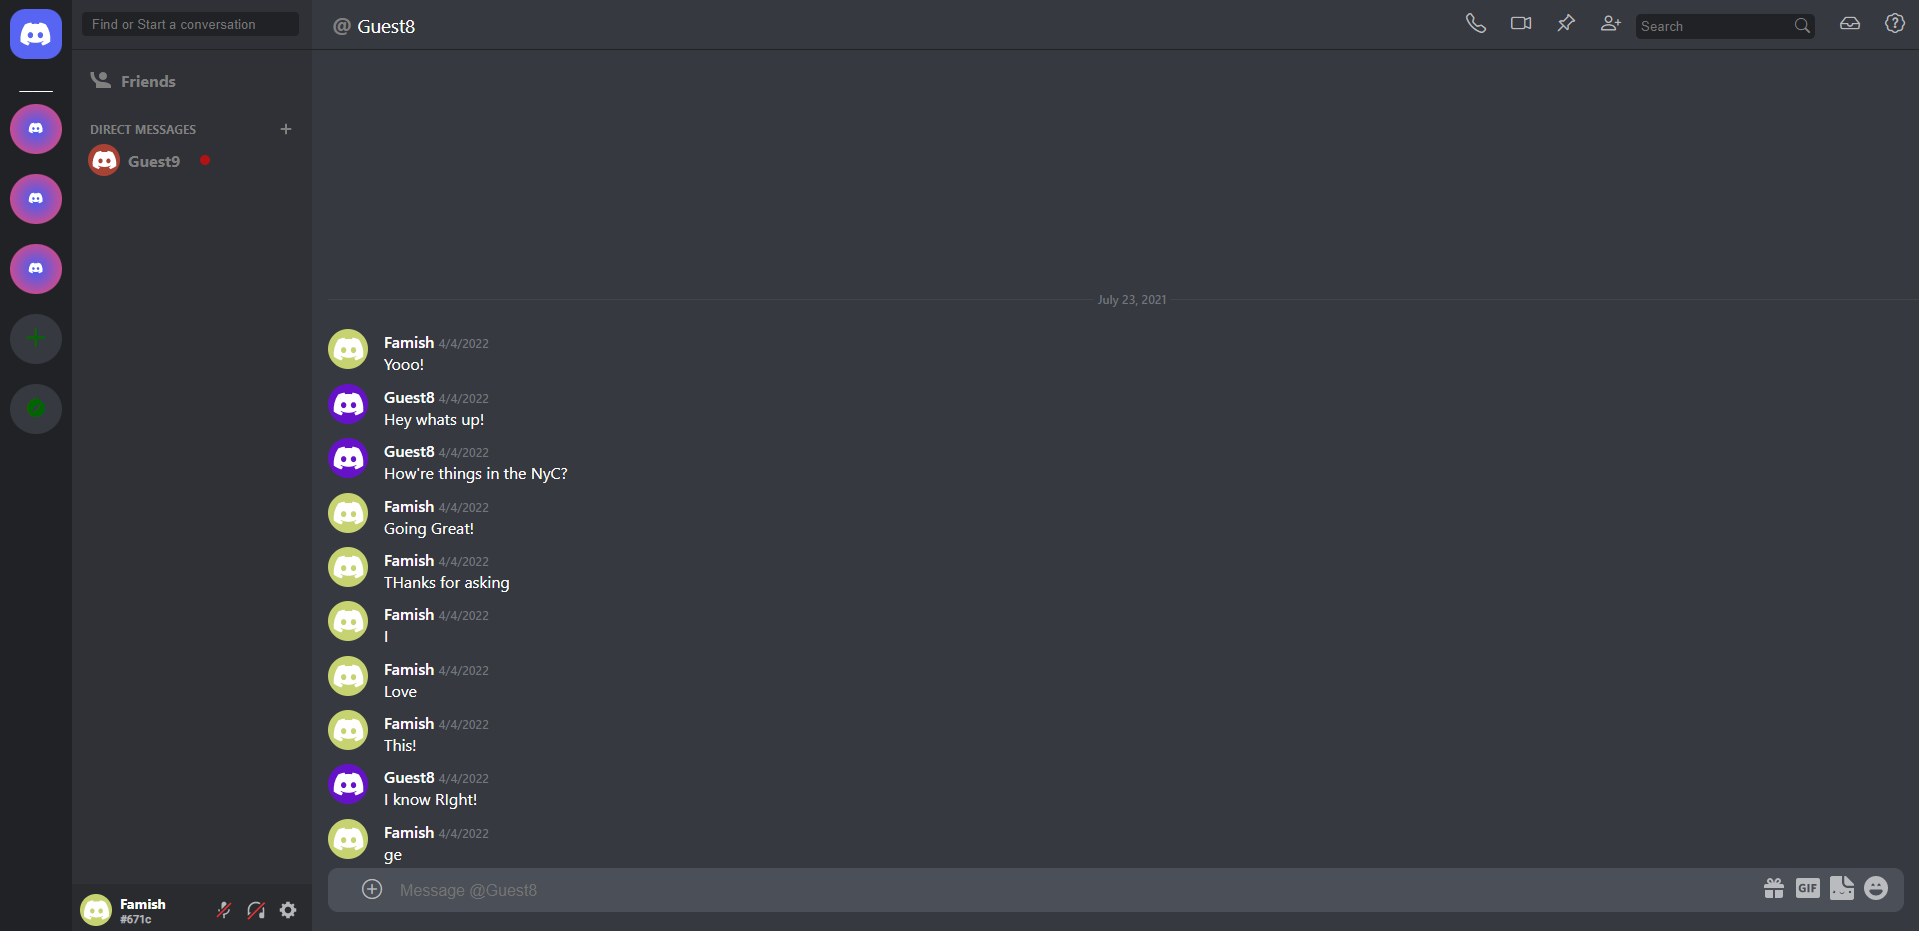 Find or Start a conversation
Friends
DIRECT MESSAGES
Guest9
@ Guest8
Search
July 23, 2021
Famish 4/4/2022
Yooo!
Guest8 4/4/2022
Hey whats up!
Guest8 4/4/2022
How're things in the NyC?
Famish 4/4/2022
Going Great!
Famish 4/4/2022
THanks for asking
Famish 4/4/2022
I
Famish 4/4/2022
Love
Famish 4/4/2022
This!
Guest8 4/4/2022
I know RIght!
Famish 4/4/2022
ge
Message @Guest8
GIF
Famish
#671c